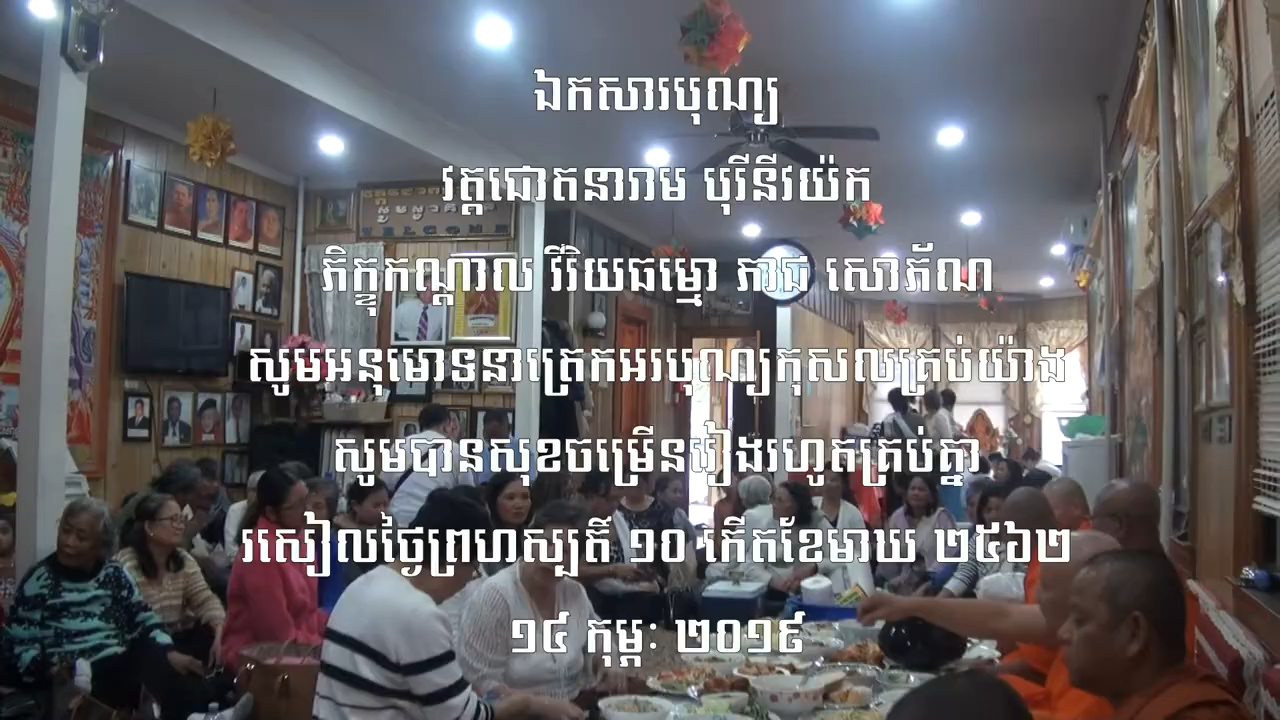 ឯកសារបុណ្យ
វត្តជោតនារាម បុរីនីវយ៉ក
ភិក្ខុកណ្តាល វីរិយធម្មោ ភាជ សោភ័ណ
សូមអនុមោទនាត្រេកអរបុណ្យកុសលគ្រប់យ៉ាង
សូមបានសុខចម្រើនរៀងរហូតគ្រប់គ្នា
រសៀលថ្ងៃព្រហស្បតិ៍ ១០ កើតខែមាឃ ២៥៦២
១៤ កុម្ភៈ ២០១៩
WELCOME